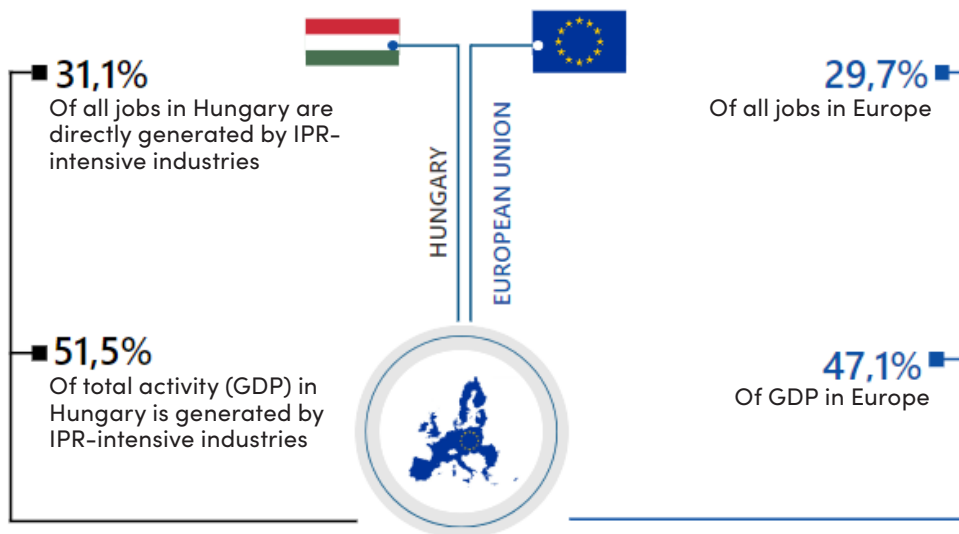 31,1%
Of all jobs in Hungary are
directly generated by IPR-
intensive industries
51,5%
Of total activity (GDP) in
Hungary is generated by
IPR-intensive industries
HUNGARY
EUROPEAN UNION
29,7%
Of all jobs in Europe
47,1%
Of GDP in Europe